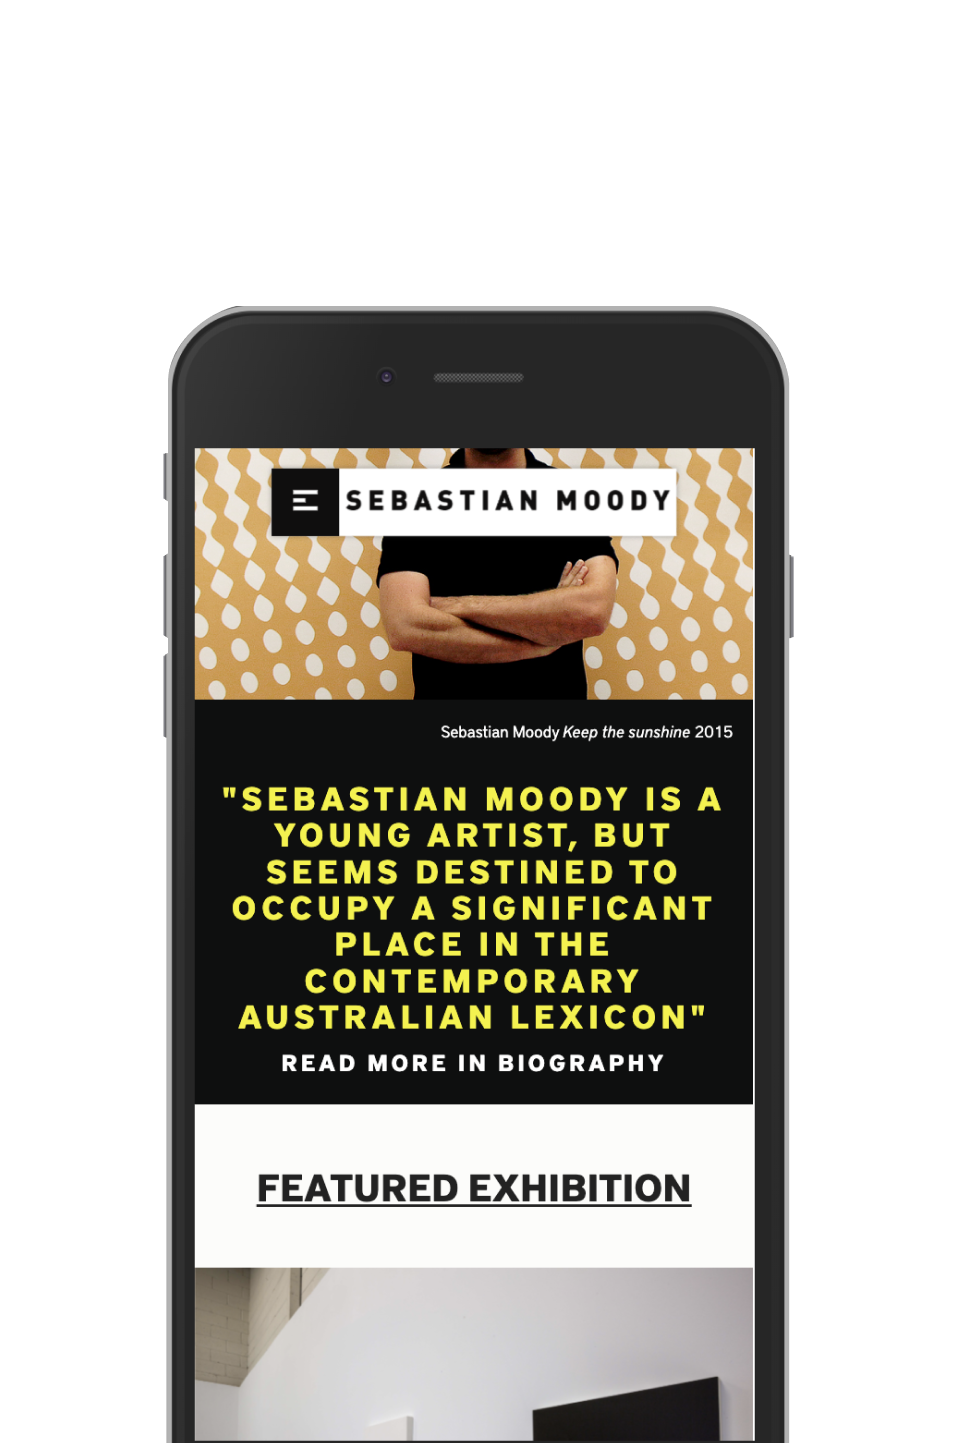 SEBASTIAN MOODY
Sebastian Moody Keep the sunshine 2015
"SEBASTIAN MOODY IS A
YOUNG ARTIST, BUT
SEEMS DESTINED TO
OCCUPY A SIGNIFICANT
PLACE IN THE
CONTEMPORARY
AUSTRALIAN LEXICON"
READ MORE IN BIOGRAPHY
FEATURED EXHIBITION